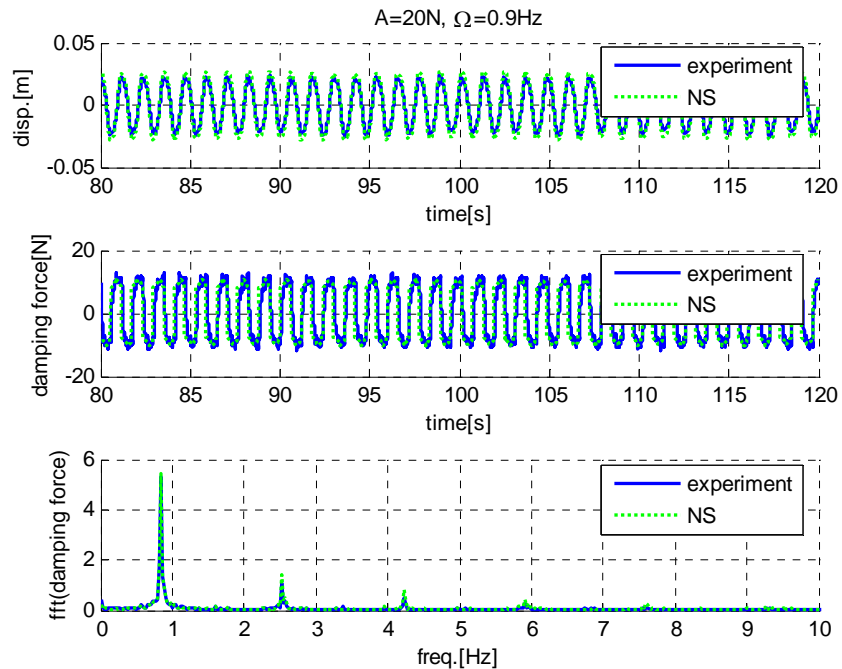 A=20N, Ω=0.9Hz
disp.[m]
0.05
0
-0.05
experiment
NS
80 85 90 95 100 105 110 115 120
time[s]
damping force[N]
20
0
-20
experiment
NS
80 85 90 95 100 105 110 115 120
time[s]
fft(damping force)
6
4
2
0
experiment
NS
0 1 2 3 4 5 6 7 8 9 10
freq.[Hz]